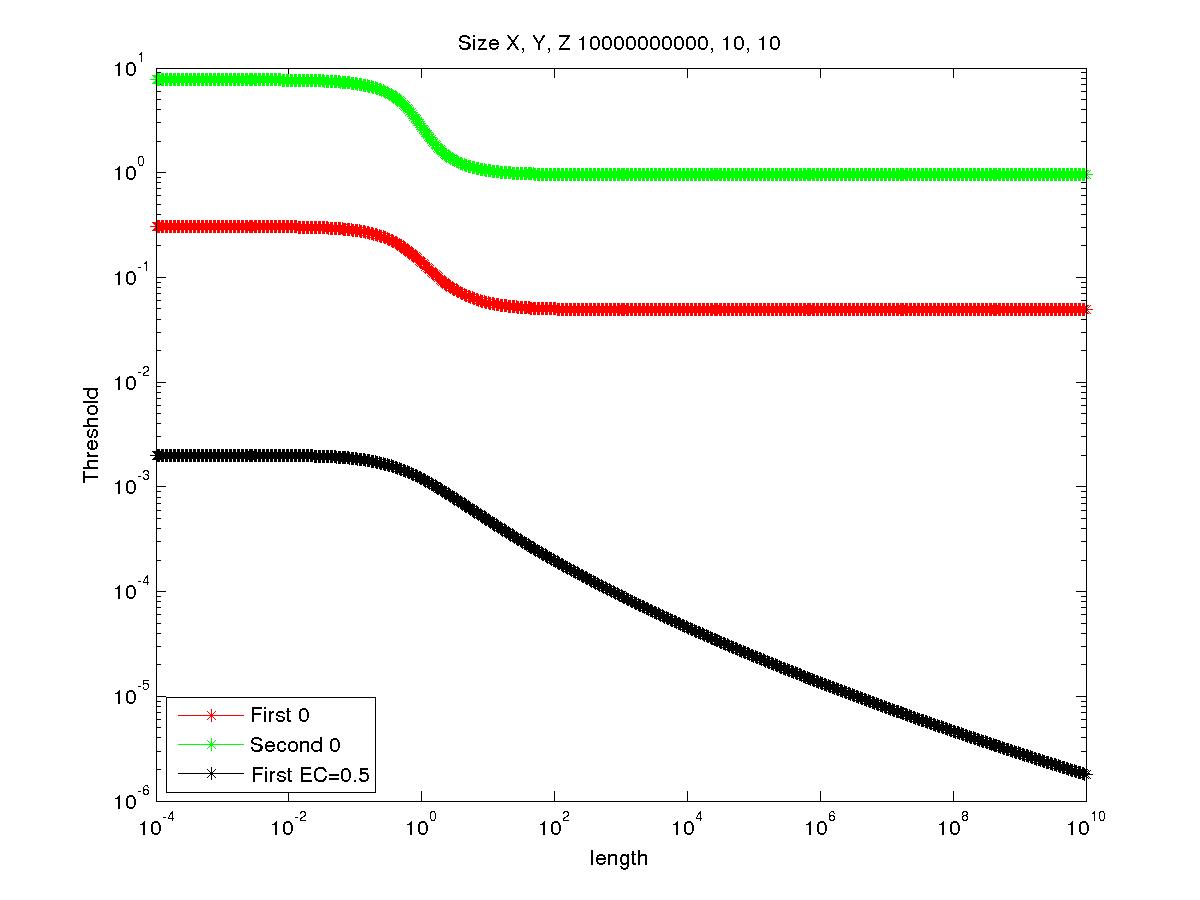 Size X, Y, Z 10000000000, 10, 10
10^1
10^0
10^-1
10^-2
10^-3
10^-4
10^-5
10^-6
Threshold
First 0
Second 0
First EC=0.5
10^-4 10^-2 10^0 10^2 10^4 10^6 10^8 10^10
length